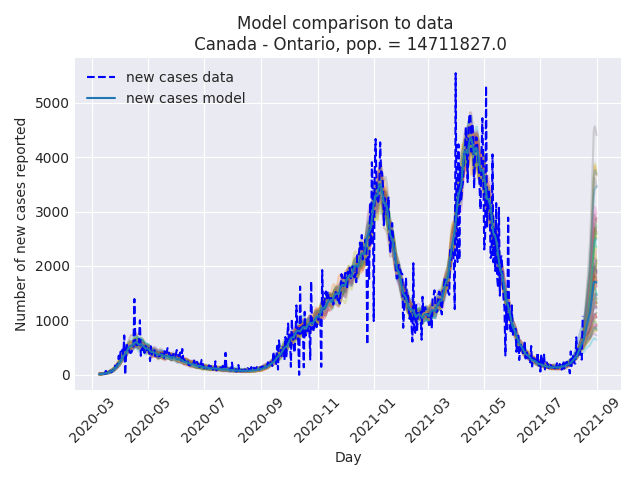 Model comparison to data
Canada - Ontario, pop. = 14711827.0
new cases data
new cases model
Number of new cases reported
5000
4000
3000
2000
1000
0
2020-03
2020-05
2020-07
2020-09
2020-11
2021-01
2021-03
2021-05
2021-07
2021-09
Day